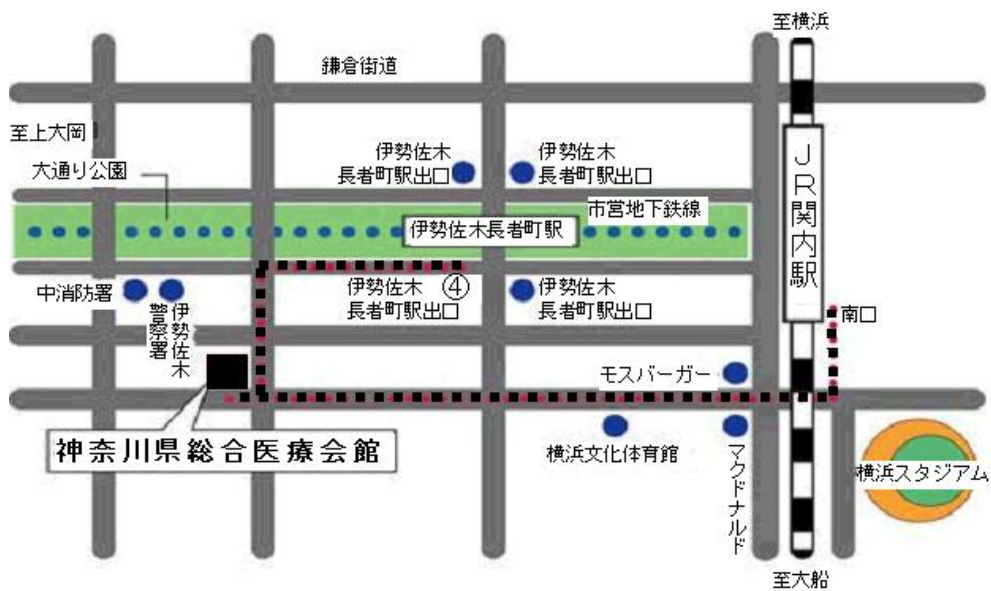 至横浜
鎌倉街道
至上大岡
大通り公園
伊勢佐木
長者町駅出口
伊勢佐木
長者町駅出口
JR関内駅
市営地下鉄線
伊勢佐木長者町駅
中消防署
伊勢佐木
警察署
伊勢佐木
長者町駅出口
④
伊勢佐木
長者町駅出口
南口
モスバーガー
神奈川県総合医療会館
横浜文化体育館
マクドナルド
横浜スタジアム
至大船